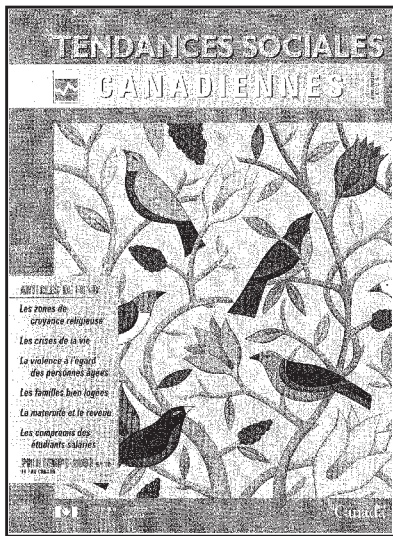 TENDANCES SOCIALES
CANADIENNES
Les zones de
croyance religieuse
Les crises de la vie
La violence à l'égard
des personnes âgées
Les familles bien logées
La maternité et le revenu
Les compromis des
étudiants salariés
Canada